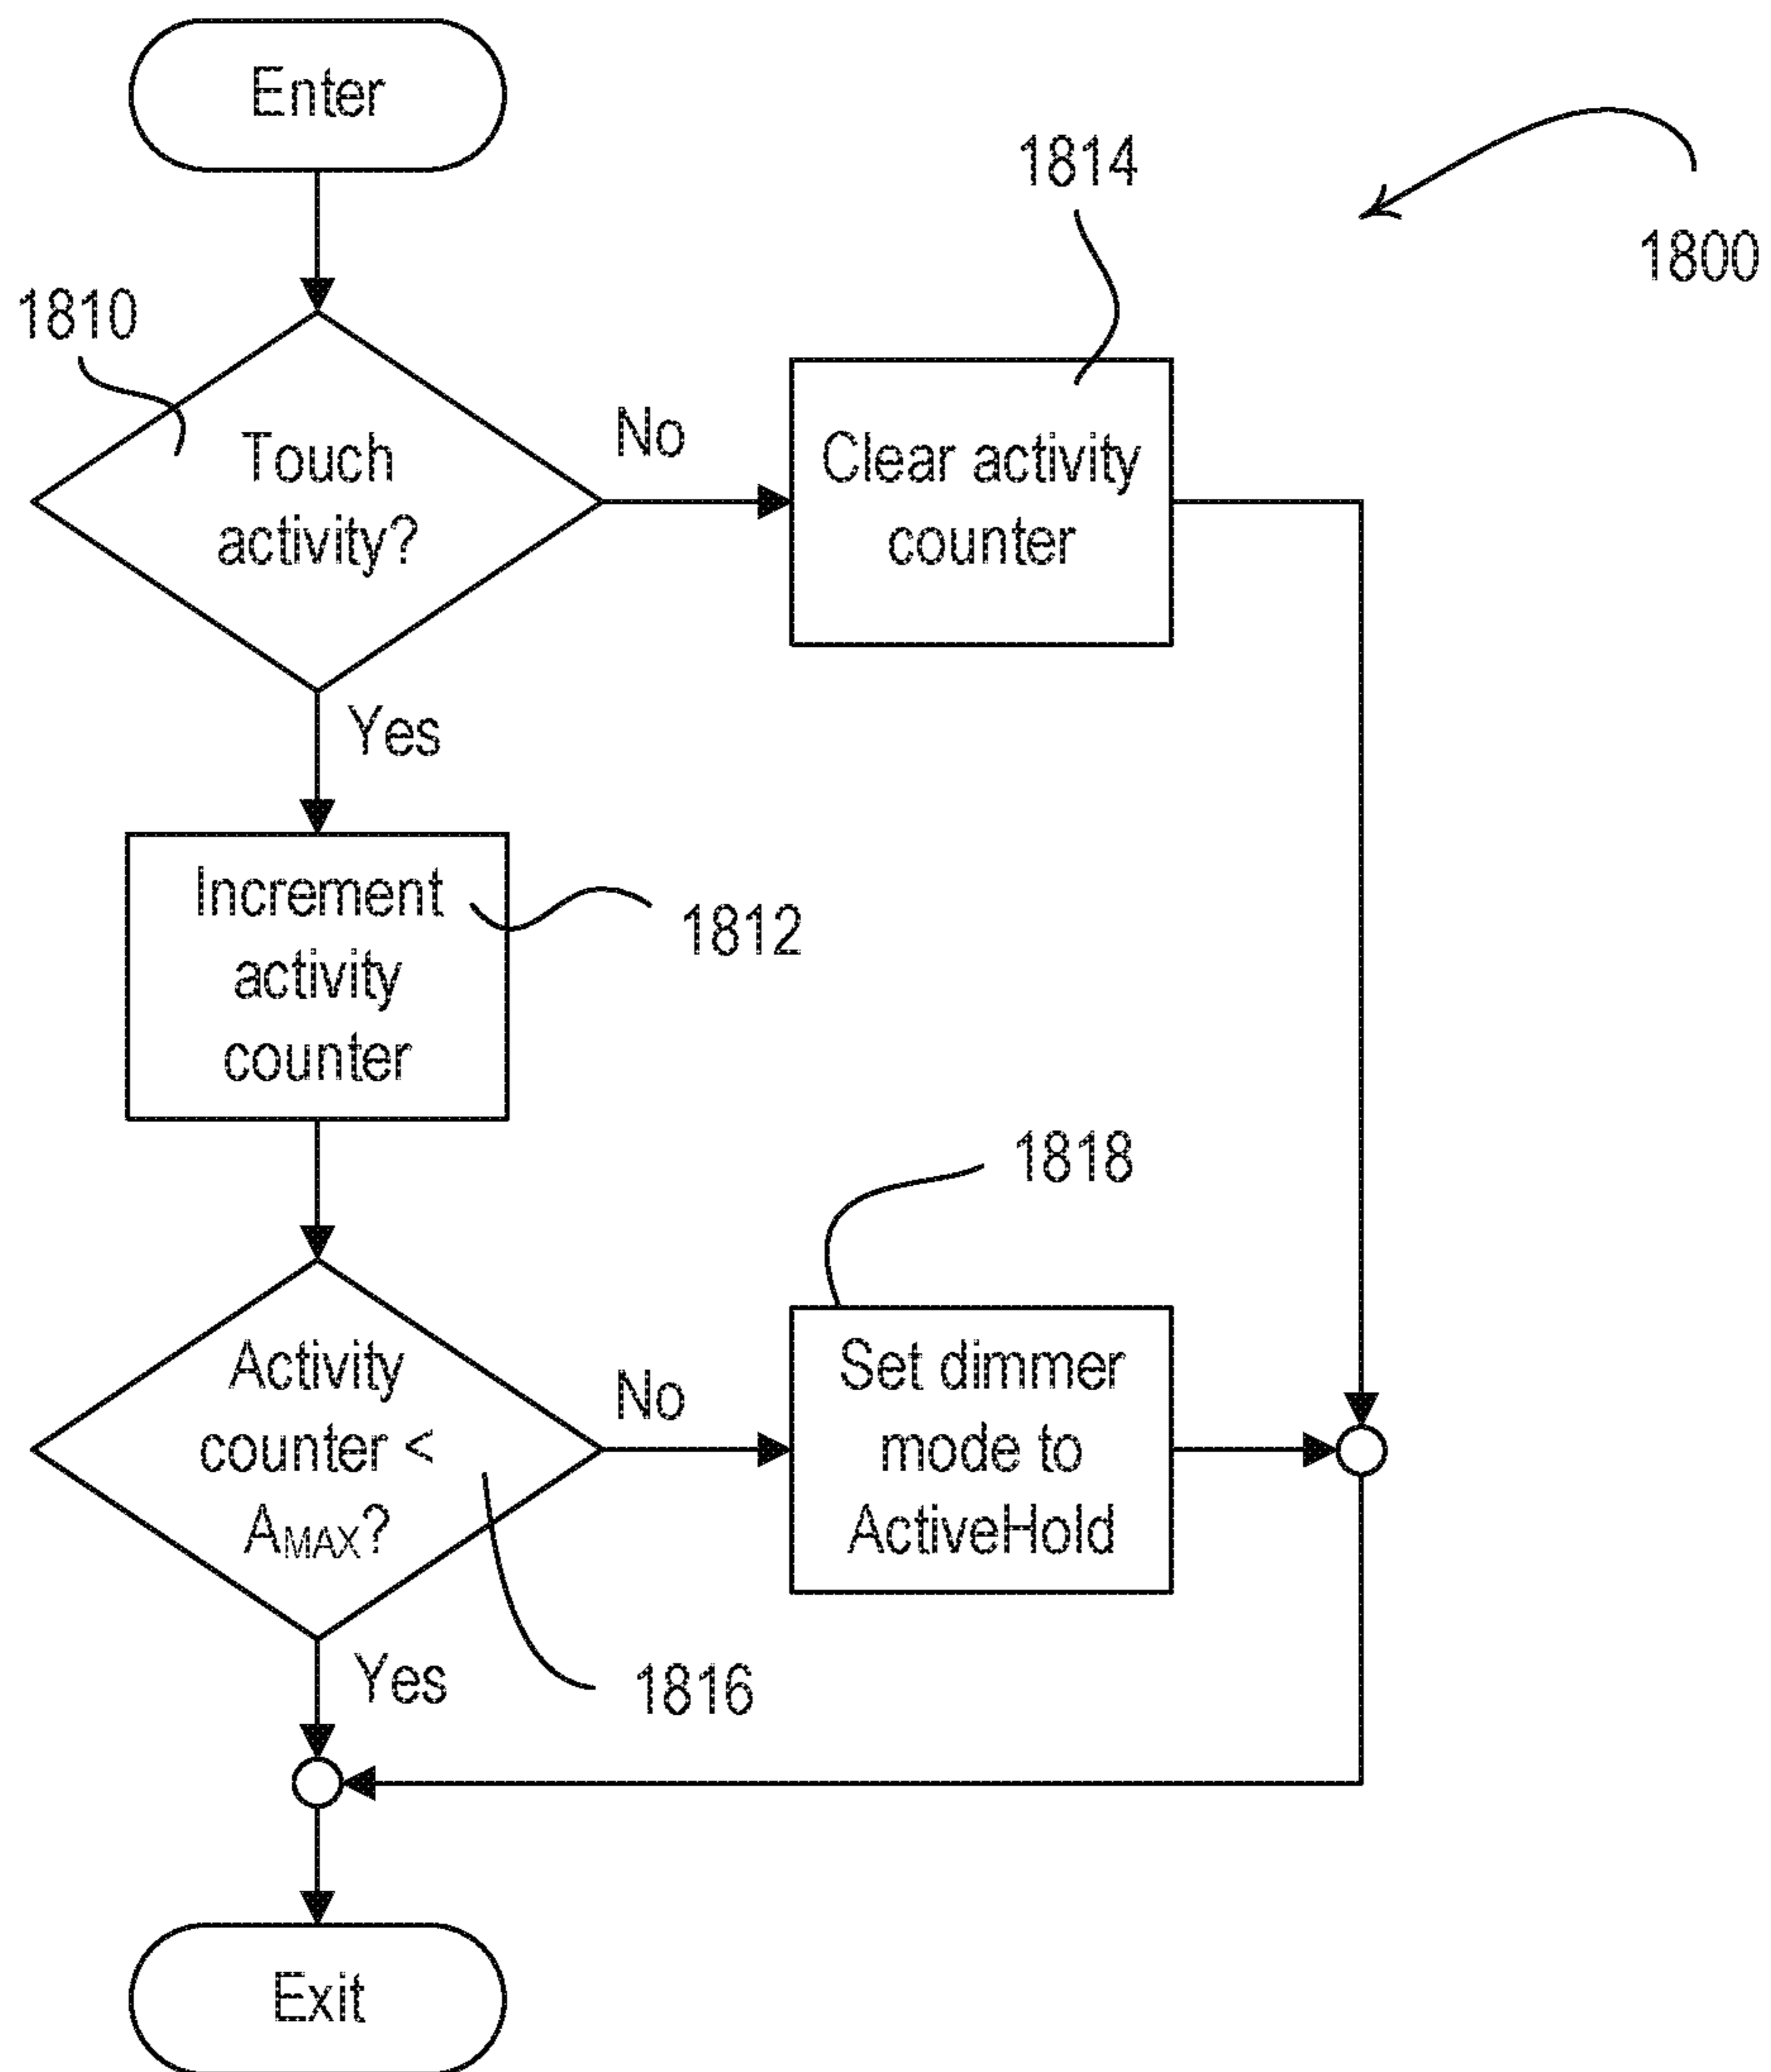 Enter
1814
1800
1810
Touch
activity?
No
Clear activity
counter
Yes
Increment
activity
counter
1812
1818
Activity
counter <
AMAX?
No
Set dimmer
mode to
ActiveHold
Yes
1816
Exit